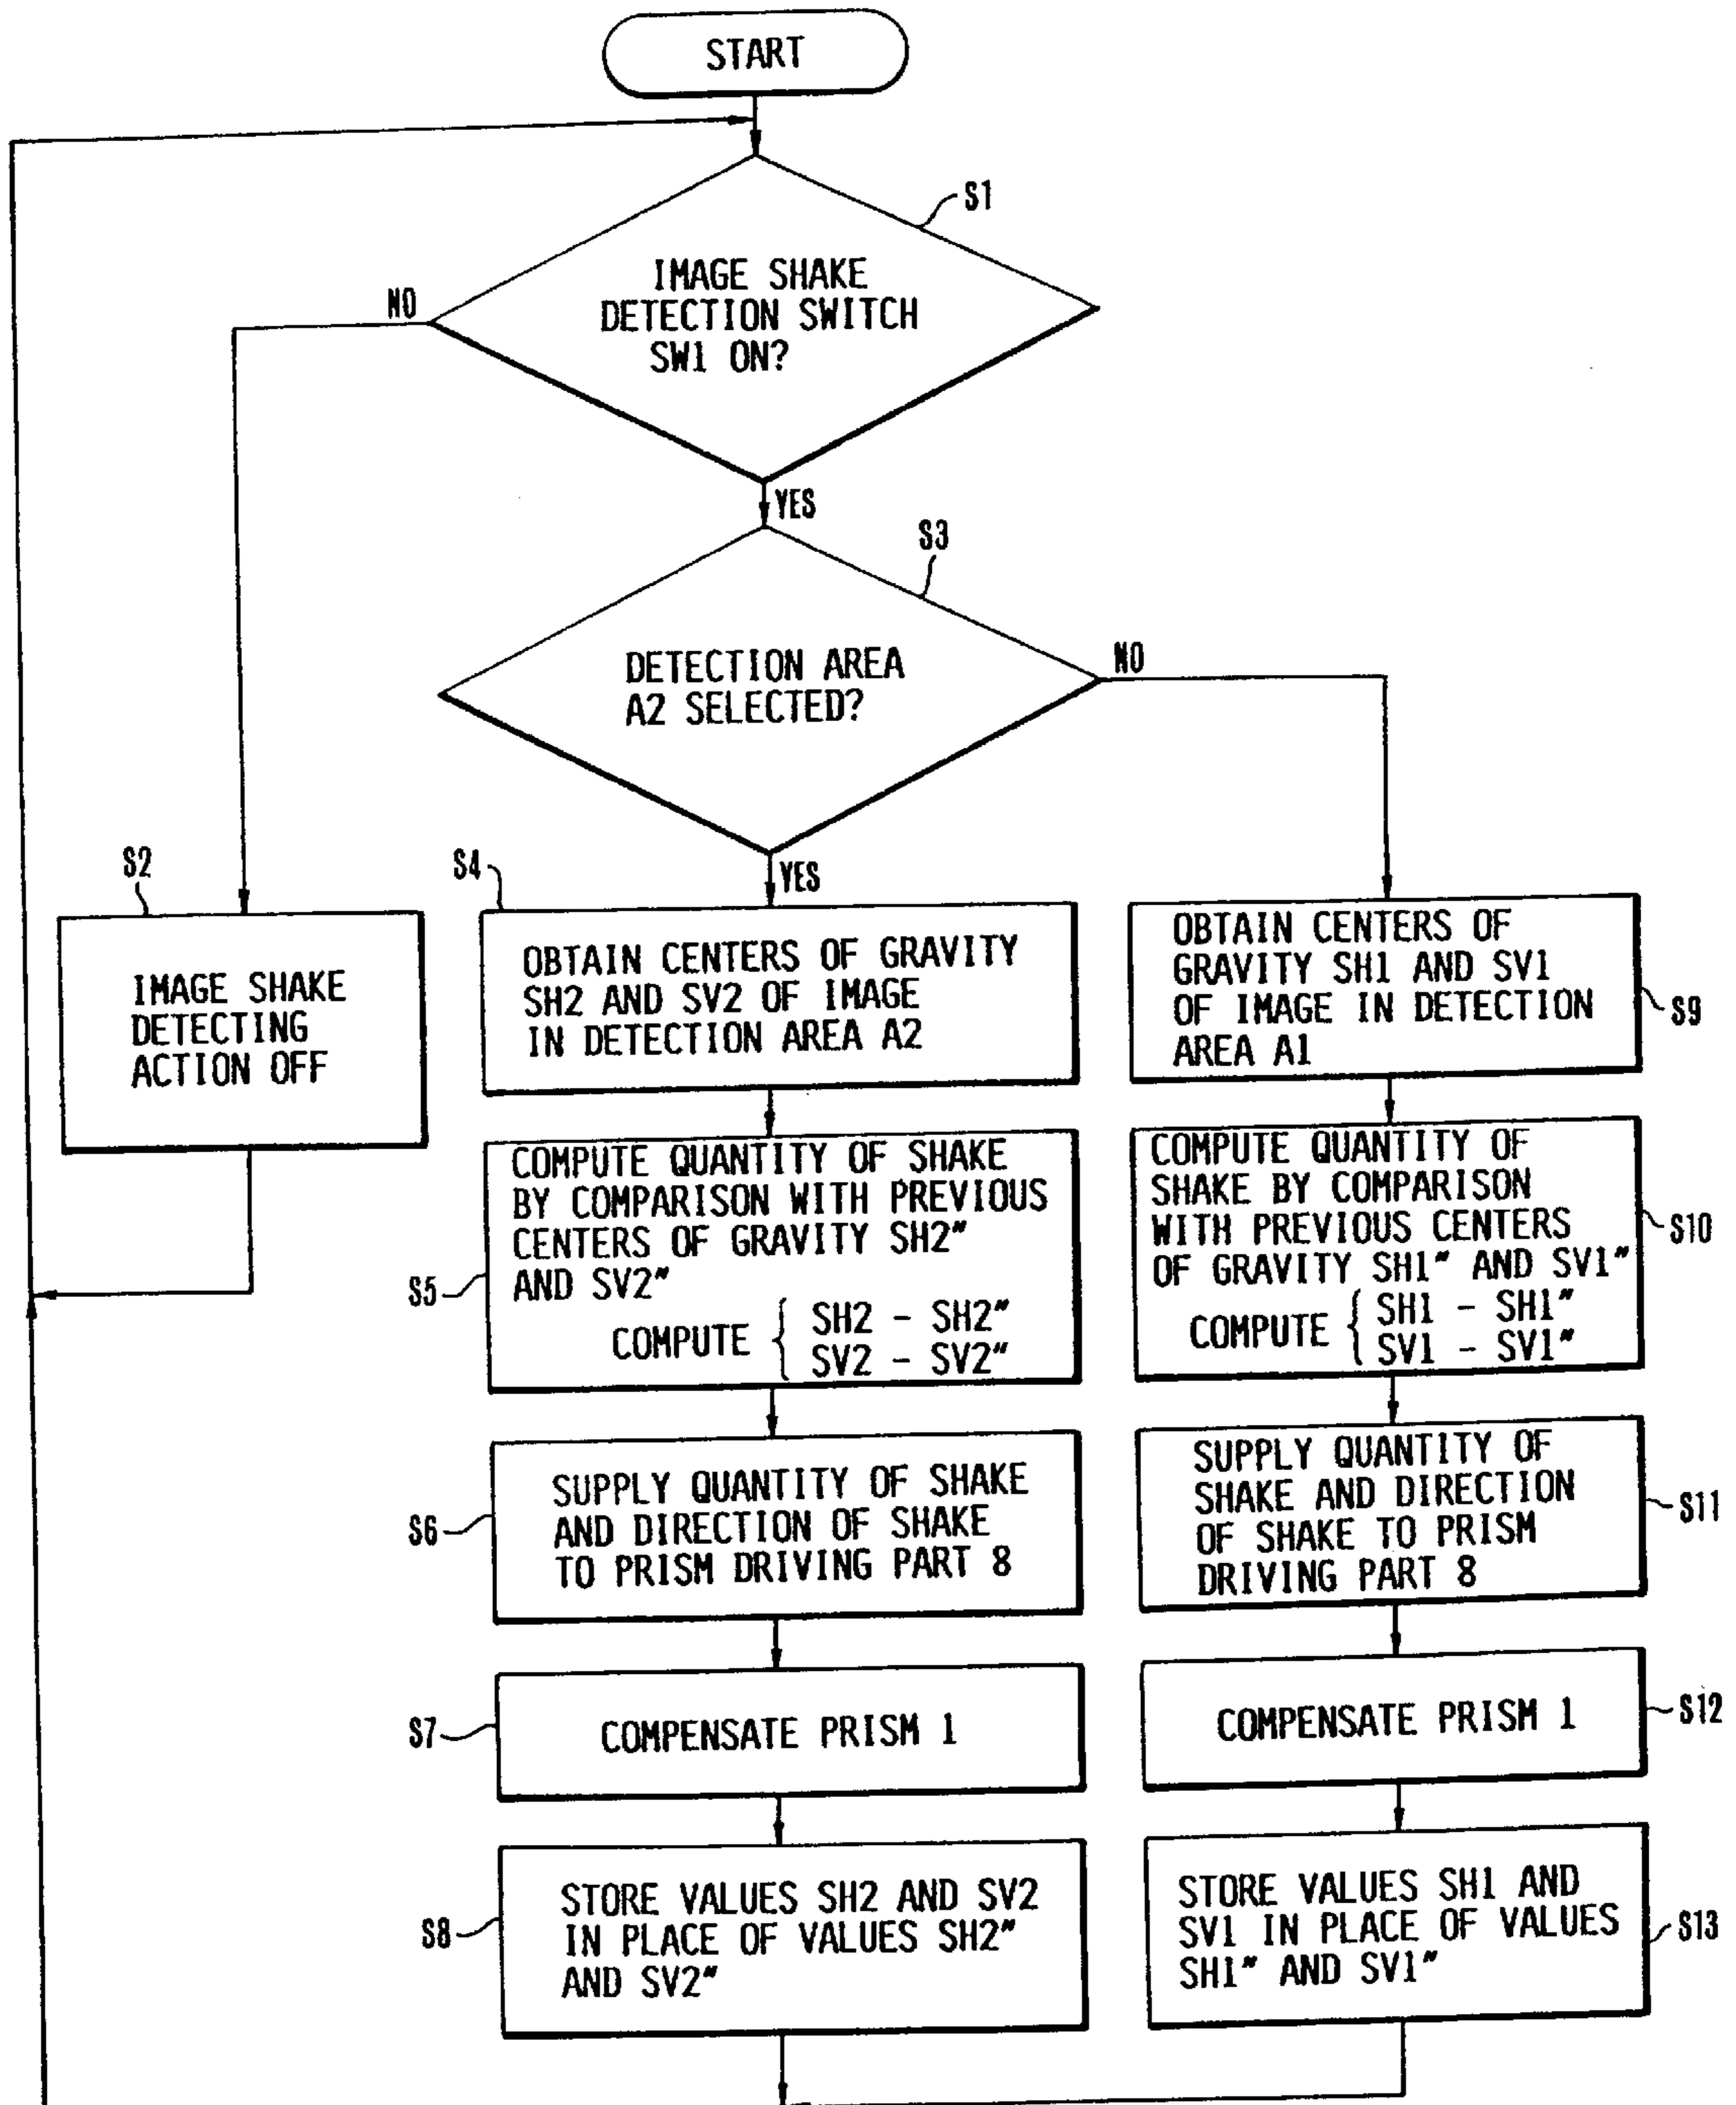 START
S1
IMAGE SHAKE
DETECTION SWITCH
SW1 ON?
NO
YES
S3
DETECTION AREA
A2 SELECTED?
NO
YES
S2
IMAGE SHAKE
DETECTING
ACTION OFF
S4
OBTAIN CENTERS OF GRAVITY
SH2 AND SV2 OF IMAGE
IN DETECTION AREA A2
S5
COMPUTE QUANTITY OF SHAKE
BY COMPARISON WITH PREVIOUS
CENTERS OF GRAVITY SH2″
AND SV2″
COMPUTE { SH2 - SH2″
SV2 - SV2″
S6
SUPPLY QUANTITY OF SHAKE
AND DIRECTION OF SHAKE
TO PRISM DRIVING PART 8
S7
COMPENSATE PRISM 1
S8
STORE VALUES SH2 AND SV2
IN PLACE OF VALUES SH2″
AND SV2″
OBTAIN CENTERS OF
GRAVITY SH1 AND SV1
OF IMAGE IN DETECTION
AREA A1
S9
COMPUTE QUANTITY OF
SHAKE BY COMPARISON
WITH PREVIOUS CENTERS
OF GRAVITY SH1″ AND SV1″
COMPUTE { SH1 - SH1″
SV1 - SV1″
S10
SUPPLY QUANTITY OF
SHAKE AND DIRECTION
OF SHAKE TO PRISM
DRIVING PART 8
S11
COMPENSATE PRISM 1
S12
STORE VALUES SH1 AND
SV1 IN PLACE OF VALUES
SH1″ AND SV1″
S13